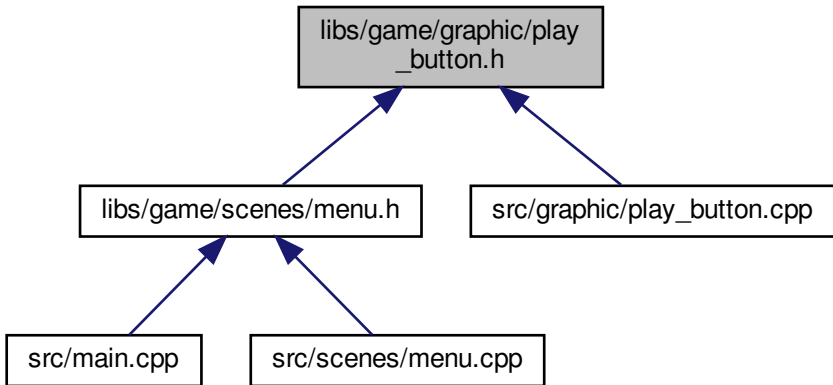 libs/game/graphic/play
_button.h
libs/game/scenes/menu.h
src/graphic/play_button.cpp
src/main.cpp
src/scenes/menu.cpp